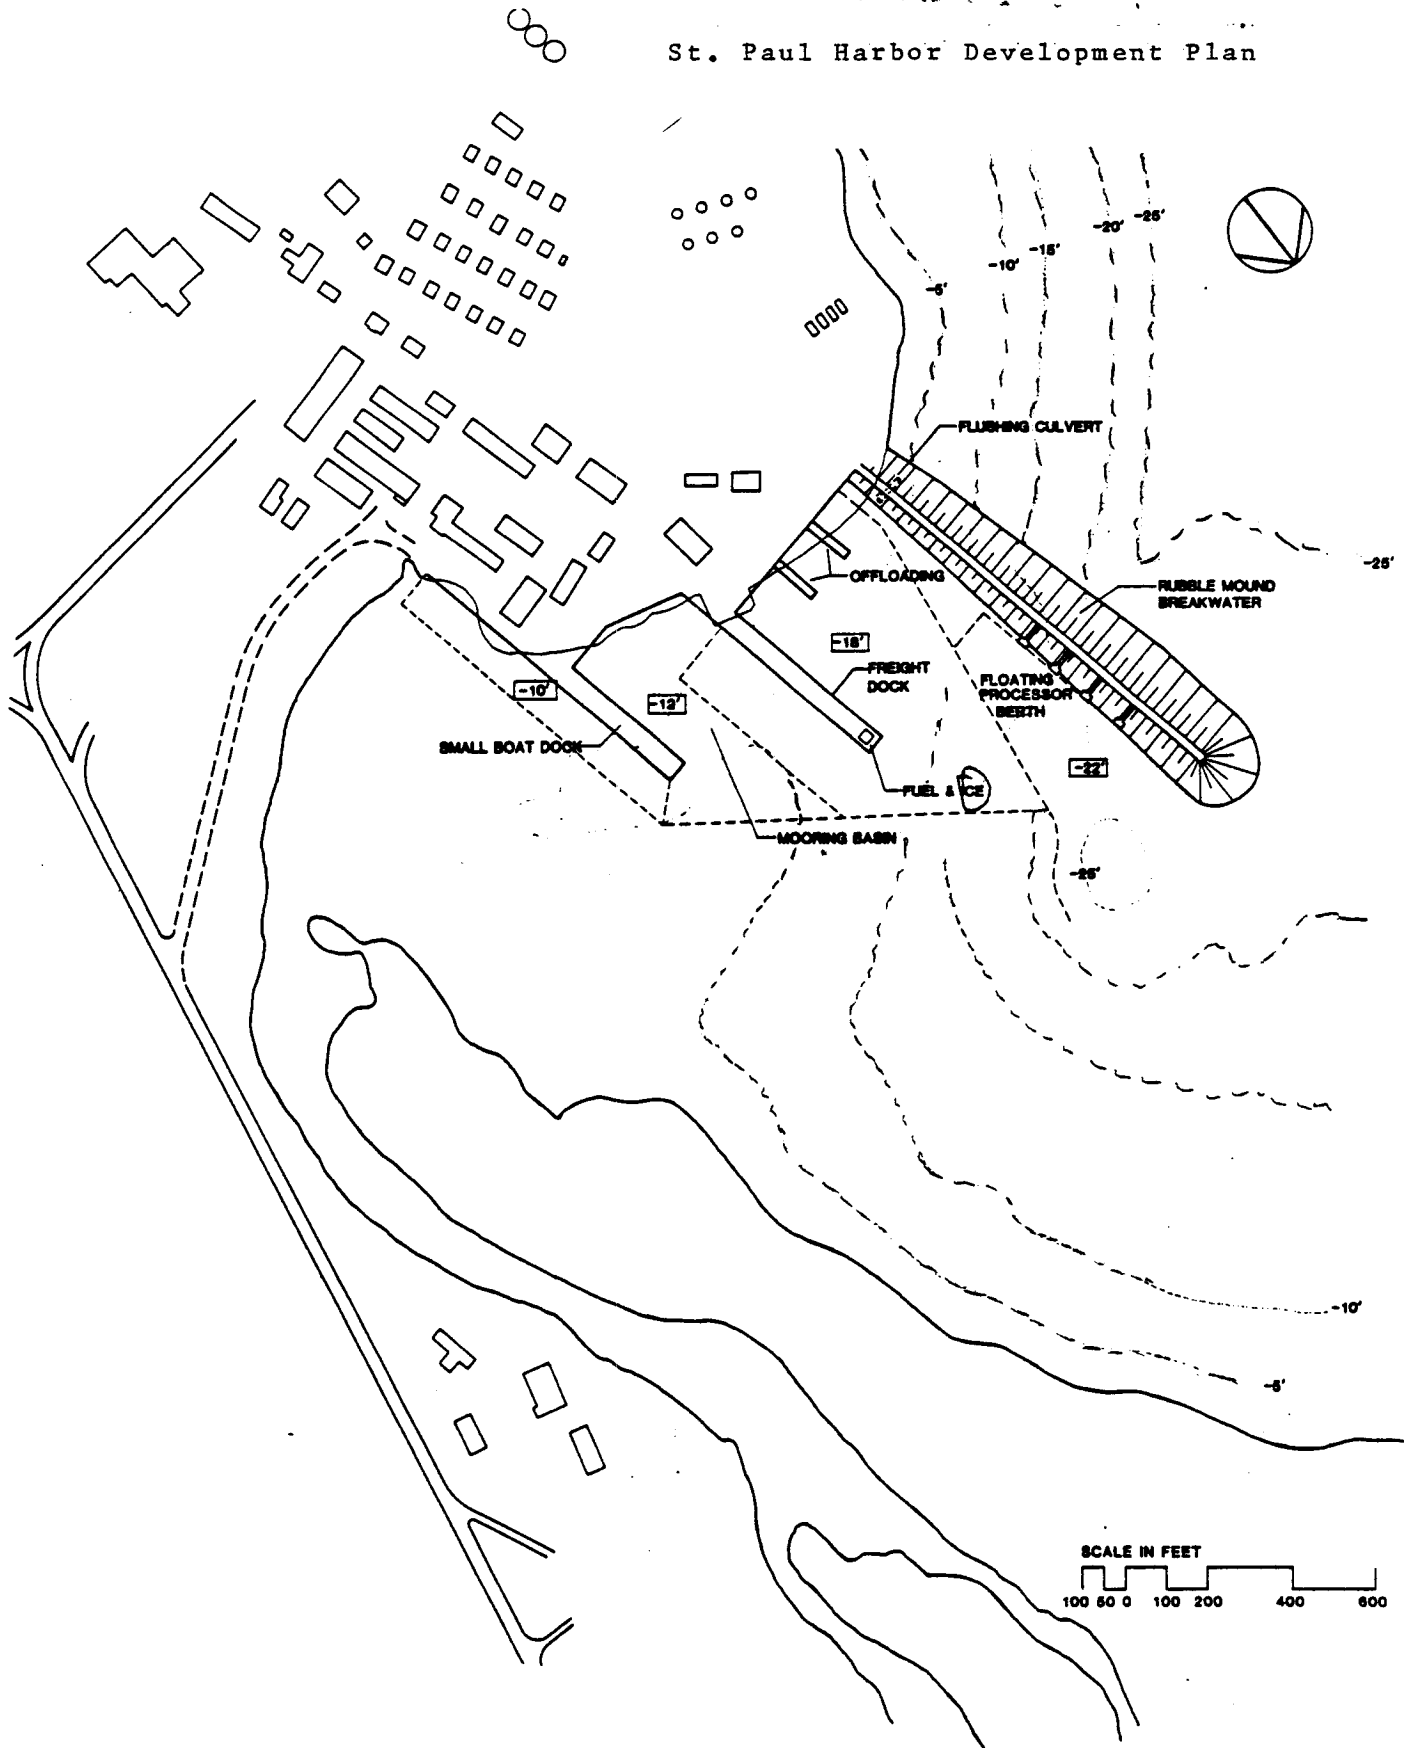 St. Paul Harbor Development Plan
-20'
-25'
-15'
-10'
-5'
FLUSHING CULVERT
-25'
OFFLOADING
RUBBLE MOUND
BREAKWATER
-18'
FREIGHT
DOCK
FLOATING
PROCESSOR
BERTH
-10'
-12'
SMALL BOAT DOCK
-22'
FUEL & ICE
MOORING BASIN
-25'
-10'
-5'
SCALE IN FEET
100 50 0 100 200 400 600